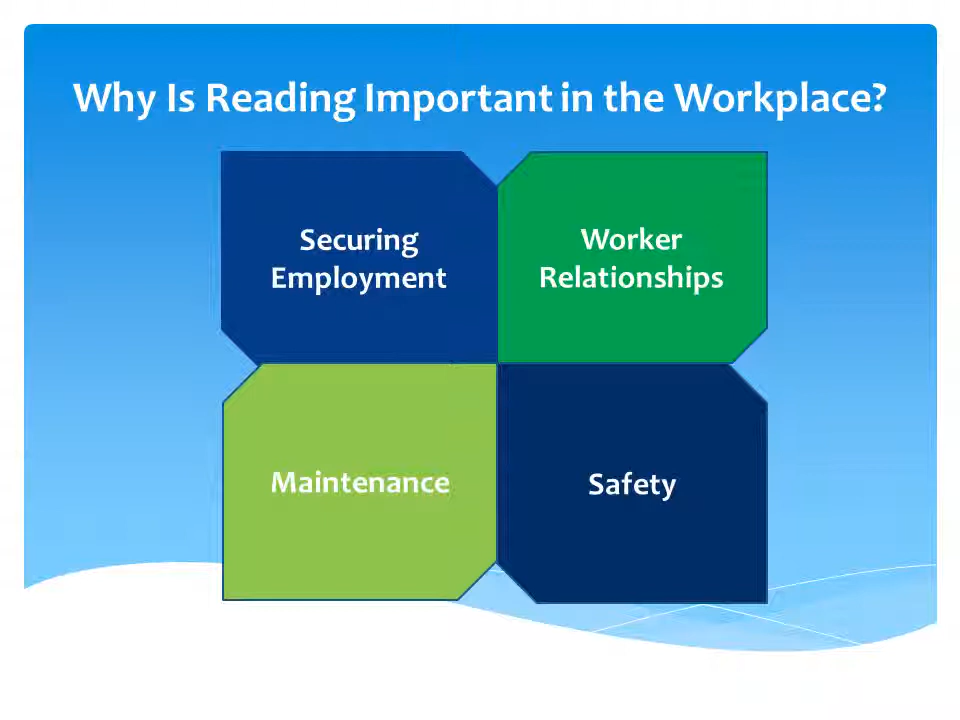 Why Is Reading Important in the Workplace?
Securing
Employment
Worker
Relationships
Maintenance
Safety